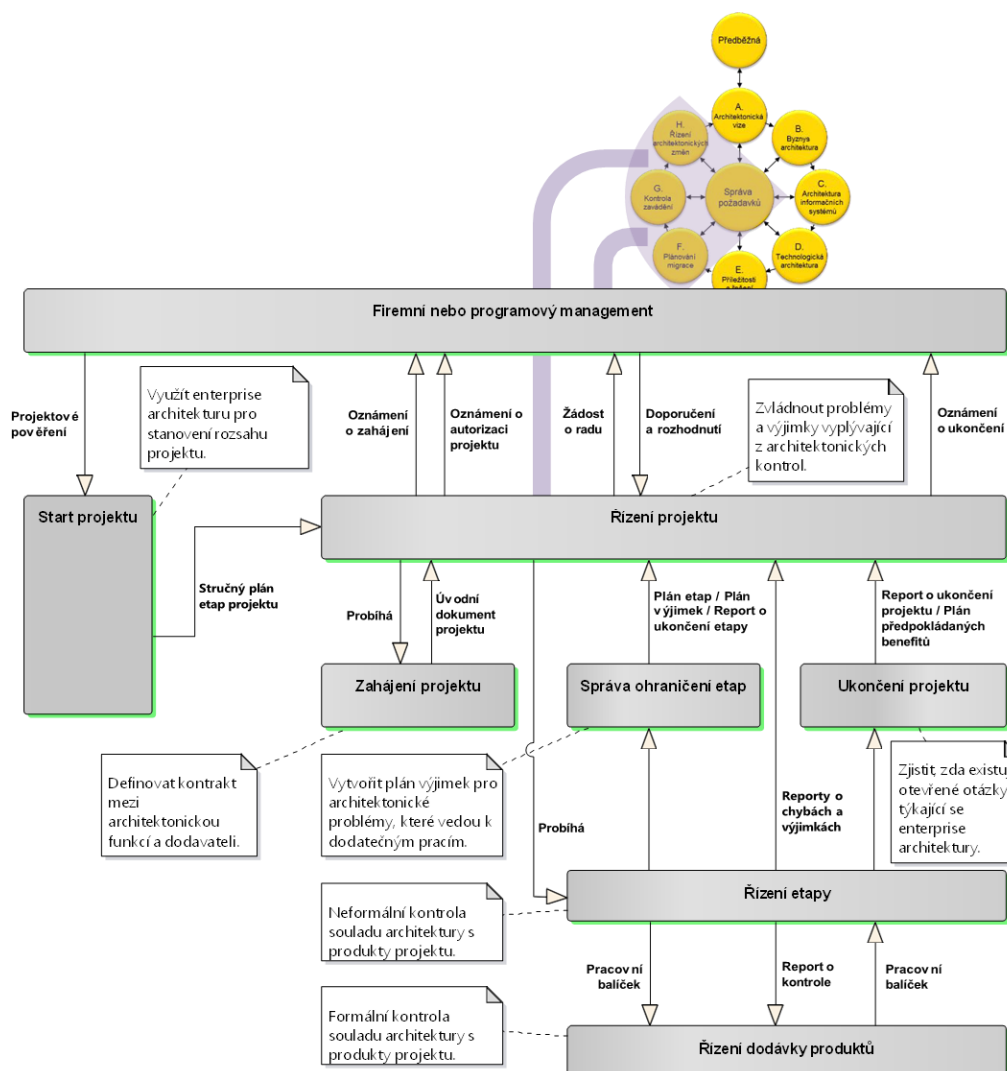 Předběžná
A.
Architektonická
vize
H.
Řízení
architektonických
změn
B.
Byznys
architektura
G.
Kontrola
zavádění
Správa
požadavků
C.
Architektura
informačních
systémů
F.
Plánování
migrace
D.
Technologická
architektura
E.
Příležitosti
Firemní nebo programový management
Projektové
pověření
Využít enterprise
architekturu pro
stanovení rozsahu
projektu.
Oznámení
o zahájení
Oznámení o
autorizaci
projektu
Žádost
o radu
Doporučení
a rozhodnutí
Zvládnout problémy
a výjimky vyplývající
z architektonických
kontrol.
Oznámení
o ukončení
Start projektu
Řízení projektu
Stručný plán
etap projektu
Probíhá
Úvodní
dokument
projektu
Plán etap / Plán
výjimek / Report o
ukončení etapy
Report o ukončení
projektu / Plán
předpokládaných
benefitů
Zahájení projektu
Správa ohraničení etap
Ukončení projektu
Definovat kontrakt
mezi
architektonickou
funkcí a dodavateli.
Vytvořit plán výjimek pro
architektonické
problémy, které vedou k
dodatečným pracím.
Probíhá
Reporty o
chybách a
výjimkách
Zjistit, zda existuj
otevřené otázky
týkající se
enterprise
architektury.
Řízení etapy
Neformální kontrola
souladu architektury s
produkty projektu.
Pracovní
balíček
Report o
kontrole
Pracovní
balíček
Formální kontrola
souladu architektury s
produkty projektu.
Řízení dodávky produktů